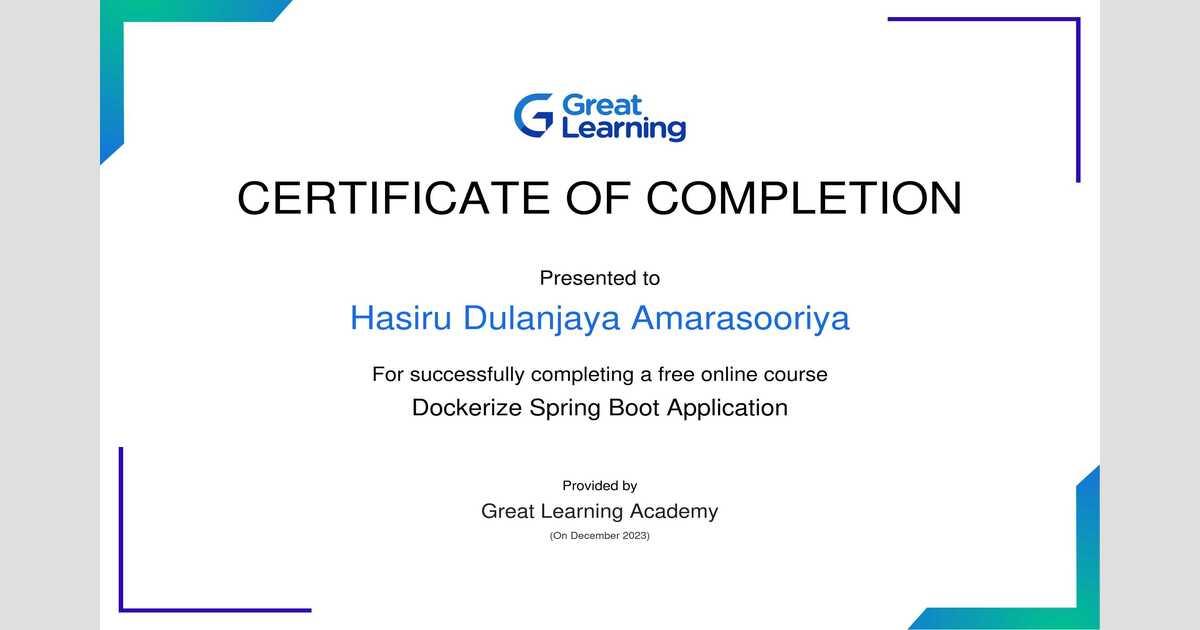 Great
Learning
CERTIFICATE OF COMPLETION
Presented to
Hasiru Dulanjaya Amarasooriya
For successfully completing a free online course
Dockerize Spring Boot Application
Provided by
Great Learning Academy
(On December 2023)